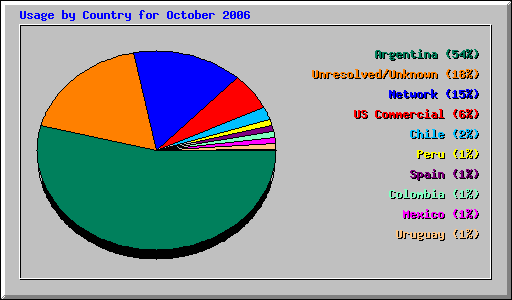 Usage by Country for October 2006
Argentina (54%)
Unresolved/Unknown (18%)
Network (15%)
US Commercial (6%)
Chile (2%)
Peru (1%)
Spain (1%)
Colombia (1%)
Mexico (1%)
Uruguay (1%)